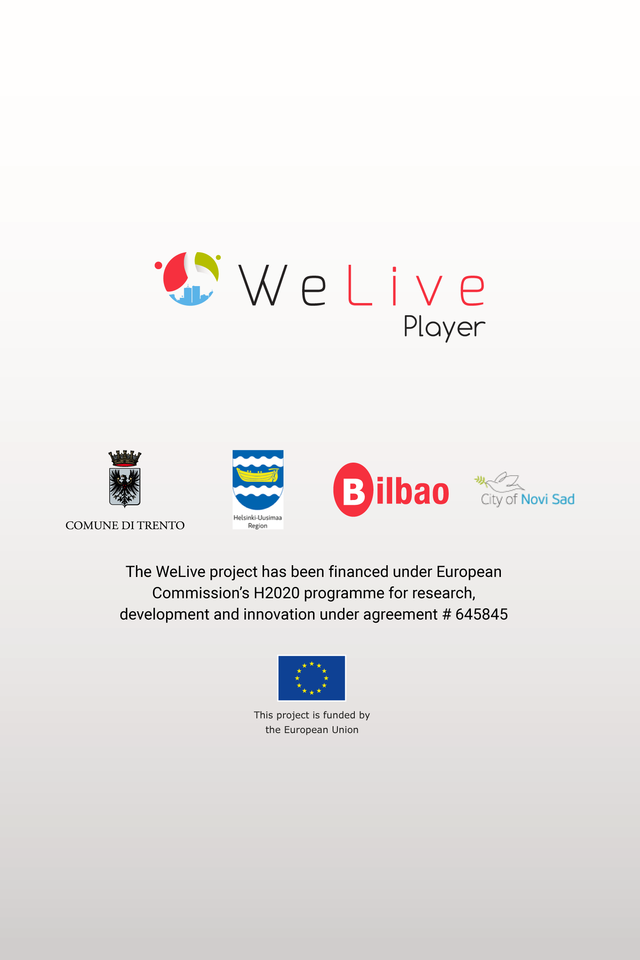 WeLive
Player
COMUNE DI TRENTO
Helsinki-Uusimaa
Region
Bilbao
City of Novi Sad
The WeLive project has been financed under European
Commission’s H2020 programme for research,
development and innovation under agreement # 645845
This project is funded by
the European Union